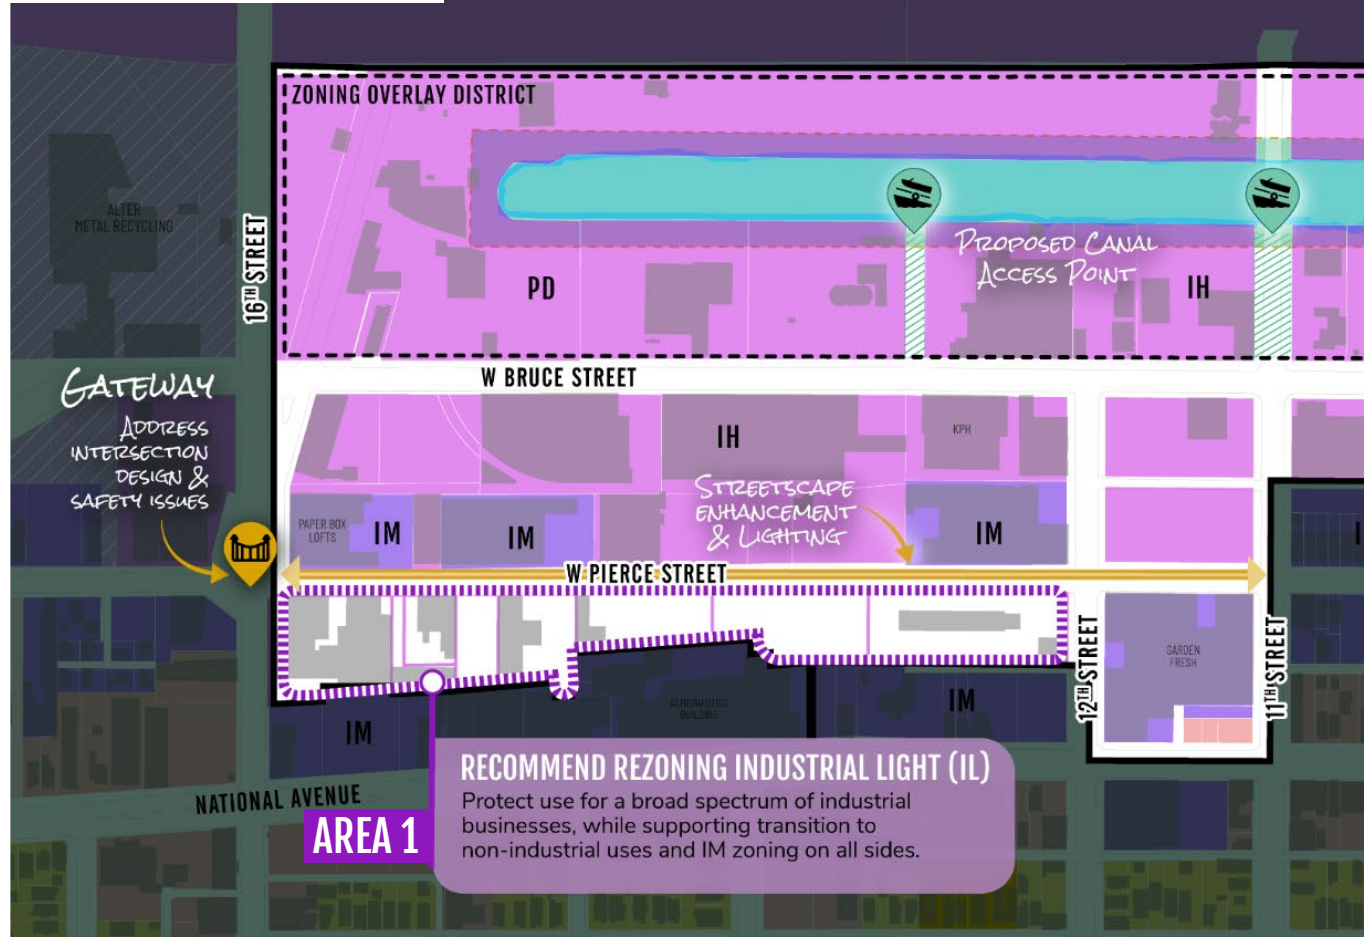 ZONING OVERLAY DISTRICT
ALTER
METAL RECYCLING
16TH STREET
PROPOSED CANAL
ACCESS POINT
PD
IH
W BRUCE STREET
GATEWAY
ADDRESS
INTERSECTION
DESIGN &
SAFETY ISSUES
IH
KPH
STREETSCAPE
ENHANCEMENT
& LIGHTING
PAPER BOX
LOFTS
IM
IM
IM
W PIERCE STREET
12TH STREET
GARDEN
FRESH
11TH STREET
ASTRONAUTICS
BUILDING
IM
IM
NATIONAL AVENUE
AREA 1
RECOMMEND REZONING INDUSTRIAL LIGHT (IL)
Protect use for a broad spectrum of industrial
businesses, while supporting transition to
non-industrial uses and IM zoning on all sides.